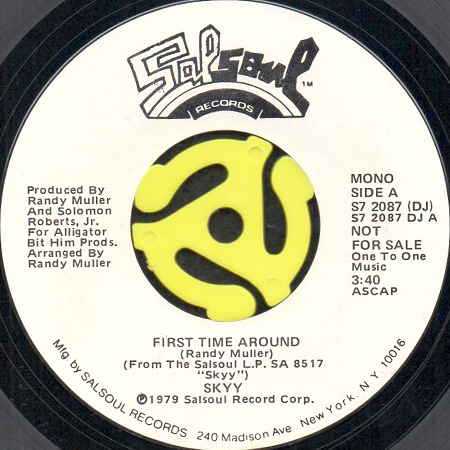 Salsoul
TM
RECORDS
Produced By
Randy Muller
And Solomon
Roberts, Jr.
For Alligator
Bit Him Prods.
Arranged By
Randy Muller
MONO
SIDE A
S7 2087 (DJ)
S7 2087 DJ A
NOT
FOR SALE
One To One
Music
3:40
ASCAP
FIRST TIME AROUND
(Randy Muller)
(From The Salsoul L.P. SA 8517
"Skyy")
SKYY
℗1979 Salsoul Record Corp.
Mfg. by SALSOUL RECORDS 240 Madison Ave., New York, N.Y. 10016